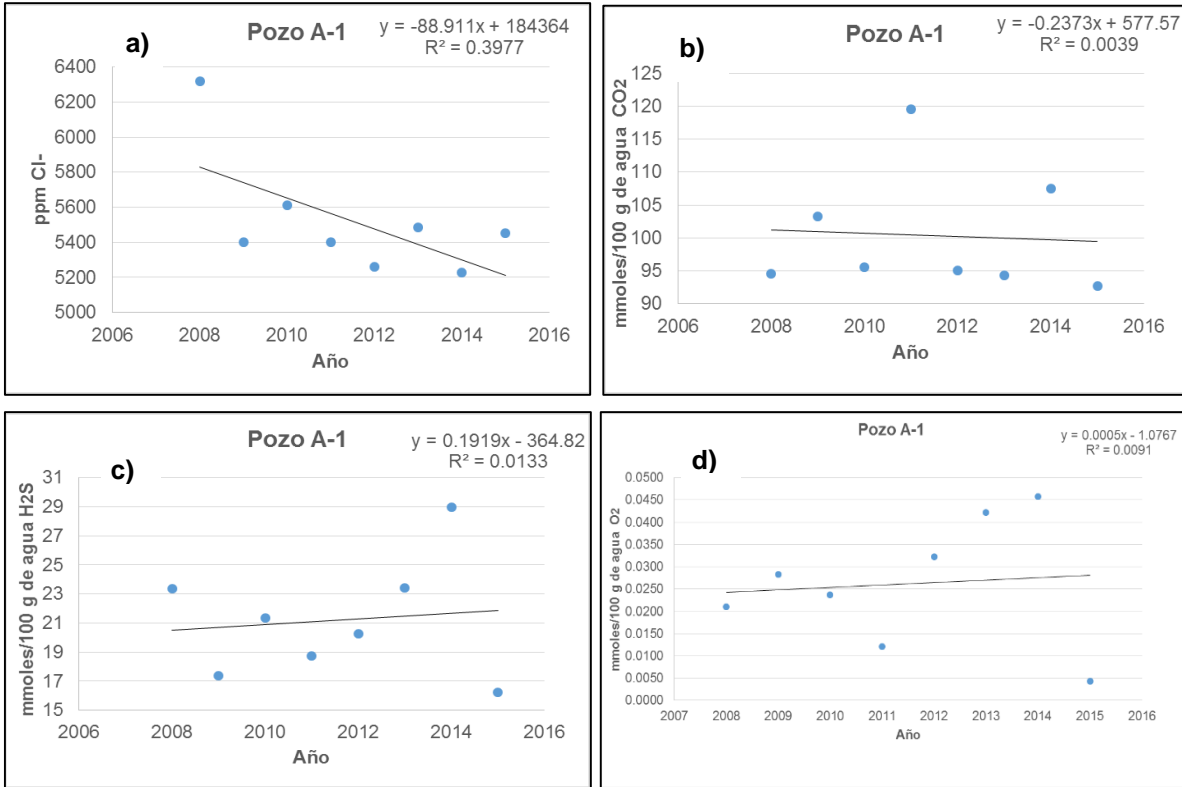 a)
Pozo A-1
y = -88.911x + 184364
R² = 0.3977
ppm Cl-
6400
6200
6000
5800
5600
5400
5200
5000
2006 2008 2010 2012 2014 2016
Año
b)
Pozo A-1
y = -0.2373x + 577.57
R² = 0.0039
mmoles/100 g de agua CO2
125
120
115
110
105
100
95
90
2006 2008 2010 2012 2014 2016
Año
c)
Pozo A-1
y = 0.1919x - 364.82
R² = 0.0133
mmoles/100 g de agua H2S
31
29
27
25
23
21
19
17
15
2006 2008 2010 2012 2014 2016
Año
d)
Pozo A-1
y = 0.0005x - 1.0767
R² = 0.0091
mmoles/100 g de agua O2
0.0500
0.0450
0.0400
0.0350
0.0300
0.0250
0.0200
0.0150
0.0100
0.0050
0.0000
2007 2008 2009 2010 2011 2012 2013 2014 2015 2016
Año